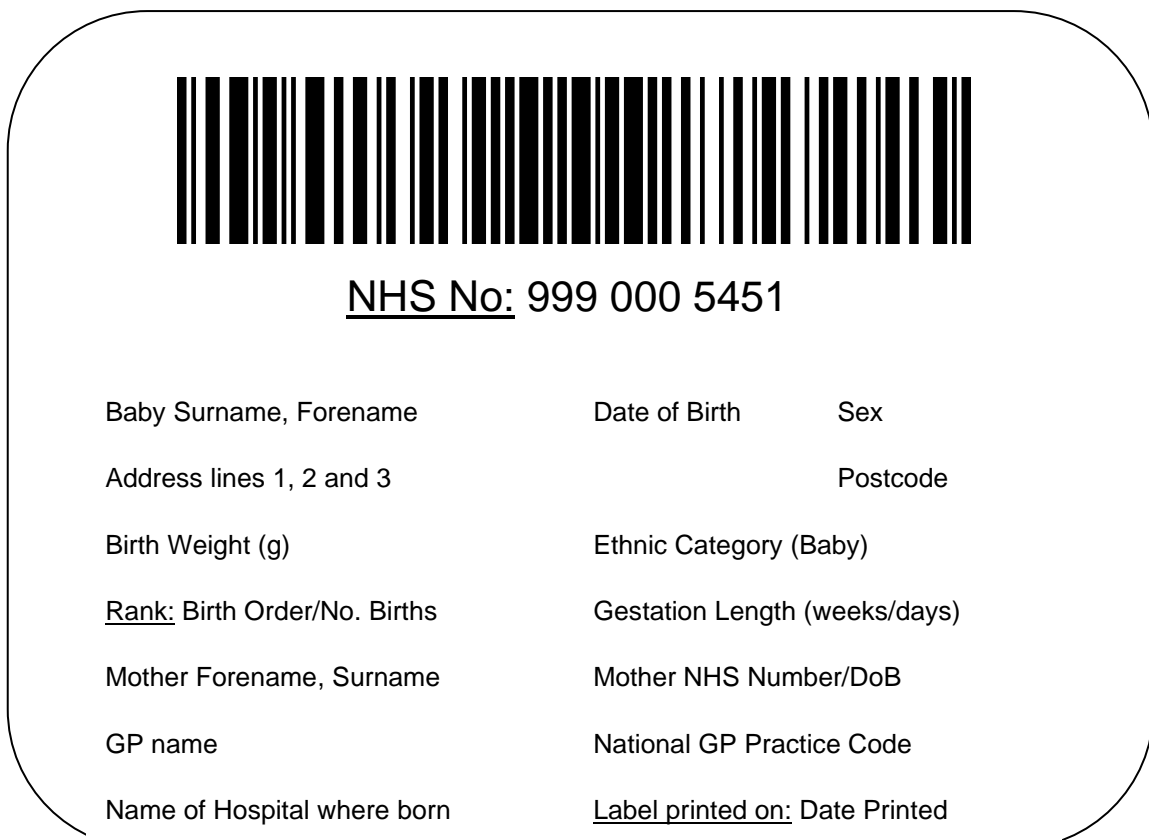 NHS No: 999 000 5451
Baby Surname, Forename Date of Birth Sex
Address lines 1, 2 and 3 Postcode
Birth Weight (g) Ethnic Category (Baby)
Rank: Birth Order/No. Births Gestation Length (weeks/days)
Mother Forename, Surname Mother NHS Number/DoB
GP name National GP Practice Code
Name of Hospital where born Label printed on: Date Printed